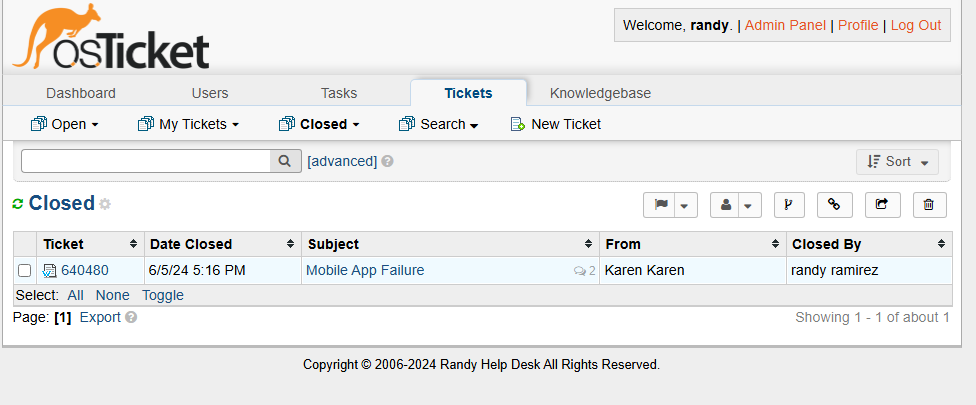 osTicket
Welcome, randy. | Admin Panel | Profile | Log Out
Dashboard Users Tasks Tickets Knowledgebase
Open My Tickets Closed Search New Ticket
[advanced] ? Sort
Closed
Ticket Date Closed Subject From Closed By
640480 6/5/24 5:16 PM Mobile App Failure 2 Karen Karen randy ramirez
Select: All None Toggle
Page: [1] Export ? Showing 1 - 1 of about 1
Copyright © 2006-2024 Randy Help Desk All Rights Reserved.